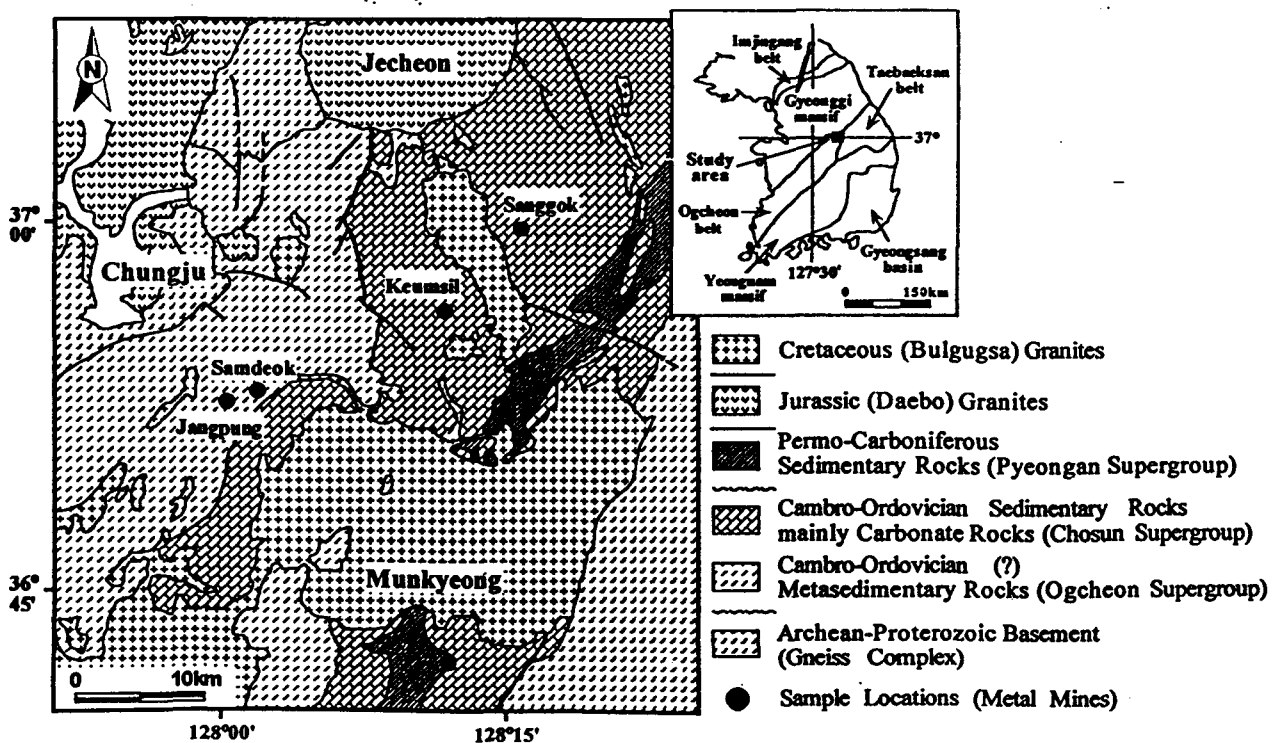 N
Jecheon
Sanggok
Chungju
Keumsil
Samdeok
Jangpung
Munkyeong
37°
00'
36°
45'
0 10km
128°00' 128°15'
Imjingang
belt
Taebaeksan
belt
Gyeonggi
massif
37°
Study
area
Ogcheon
belt
Gyeongsang
basin
Yeongnam
massif
127°30'
0 150km
Cretaceous (Bulgugsa) Granites
Jurassic (Daebo) Granites
Permo-Carboniferous
Sedimentary Rocks (Pyeongan Supergroup)
Cambro-Ordovician Sedimentary Rocks
mainly Carbonate Rocks (Chosun Supergroup)
Cambro-Ordovician (?)
Metasedimentary Rocks (Ogcheon Supergroup)
Archean-Proterozoic Basement
(Gneiss Complex)
Sample Locations (Metal Mines)